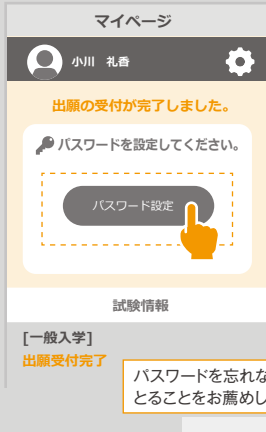 マイページ
小川 礼香
出願の受付が完了しました。
パスワードを設定してください。
パスワード設定
試験情報
[一般入学]
出願受付完了
パスワードを忘れな
とることをお薦めし